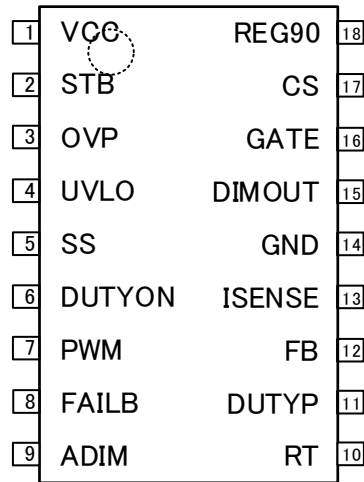 1 VCC REG90 18
2 STB CS 17
3 OVP GATE 16
4 UVLO DIMOUT 15
5 SS GND 14
6 DUTYON ISENSE 13
7 PWM FB 12
8 FAILB DUTYP 11
9 ADIM RT 10